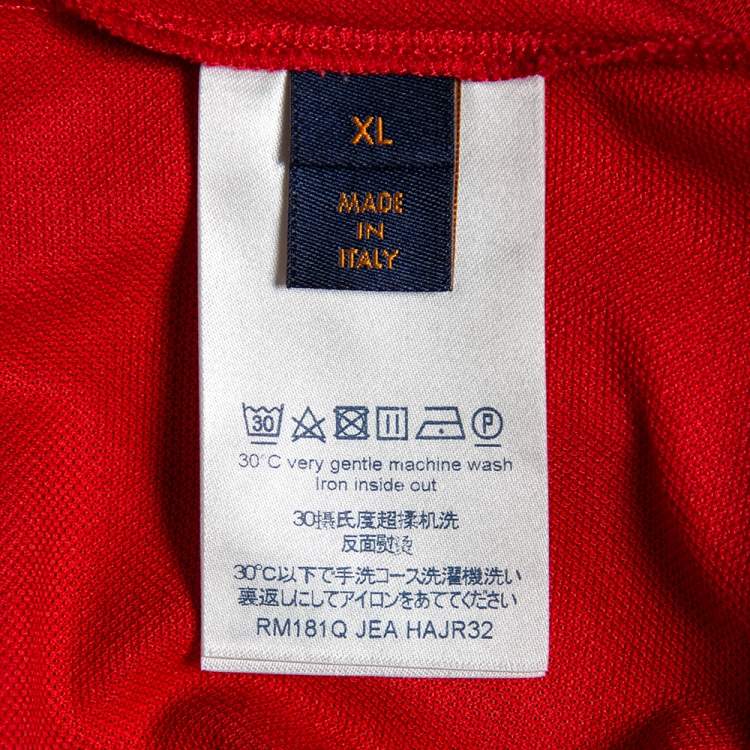 XL
MADE
IN
ITALY
30
P
30°C very gentle machine wash
Iron inside out
30摄氏度超揉机洗
反面熨烫
30°C以下で手洗コース洗濯機洗い
裏返しにしてアイロンをあててください
RM181Q JEA HAJR32